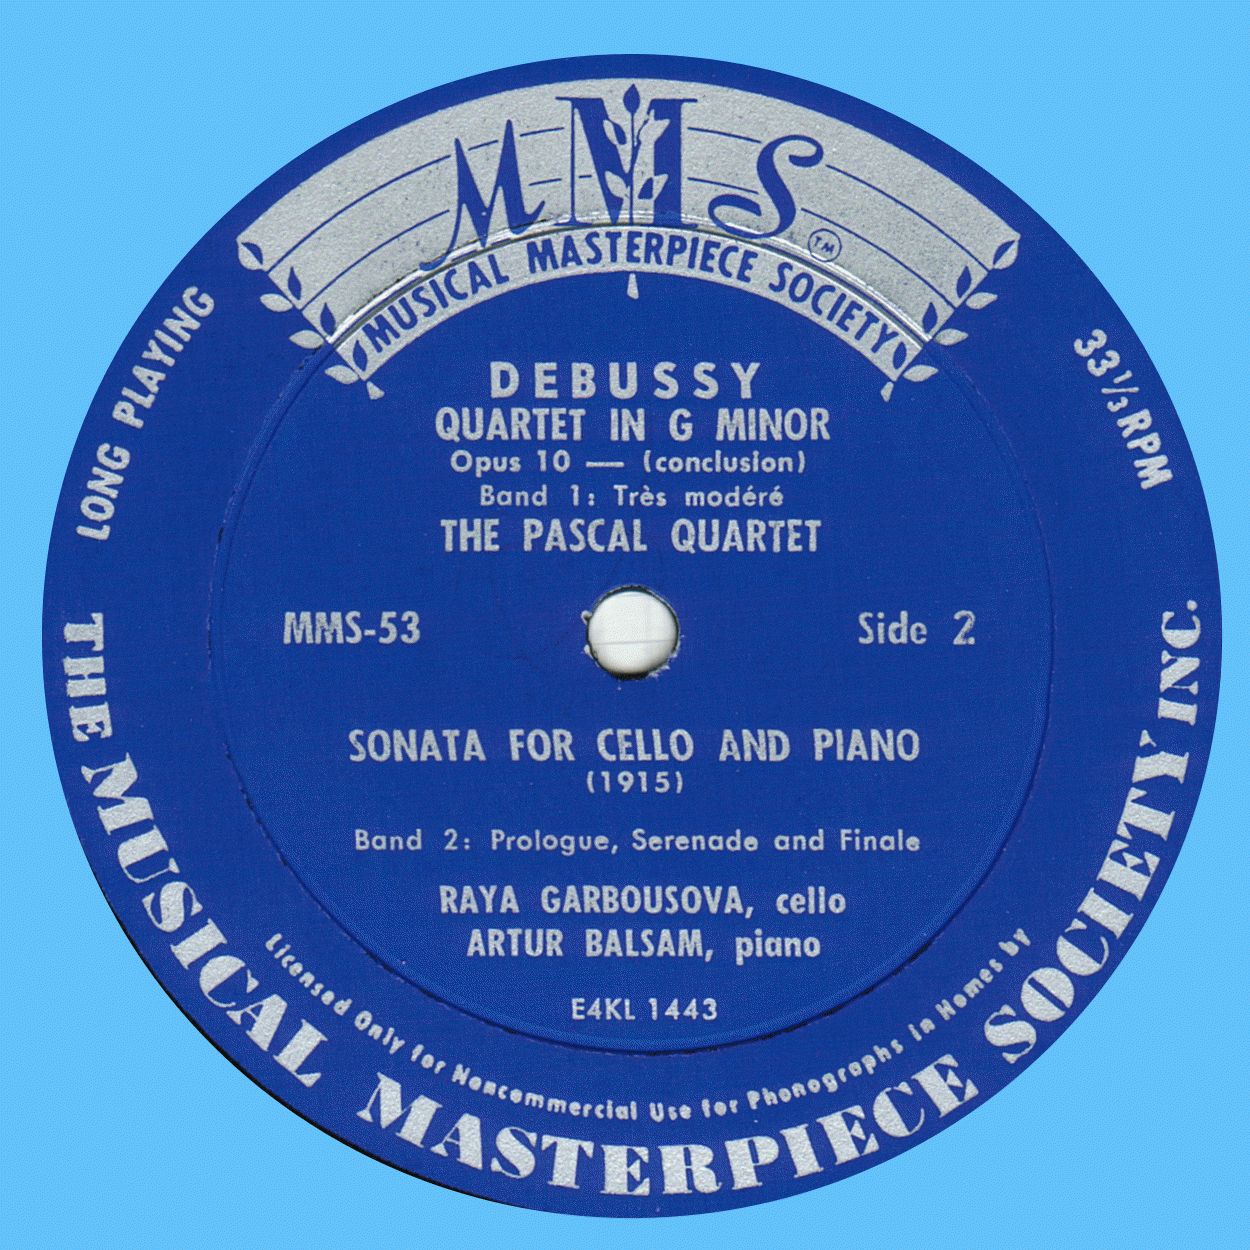 MMS
TM
MUSICAL MASTERPIECE SOCIETY
LONG PLAYING
33 1/3 RPM
DEBUSSY
QUARTET IN G MINOR
Opus 10 — (conclusion)
Band 1: Très modéré
THE PASCAL QUARTET
MMS-53
Side 2
SONATA FOR CELLO AND PIANO
(1915)
Band 2: Prologue, Serenade and Finale
RAYA GARBOUSOVA, cello
ARTUR BALSAM, piano
E4KL 1443
Licensed Only for Noncommercial Use for Phonographs in Homes by
THE MUSICAL MASTERPIECE SOCIETY INC.